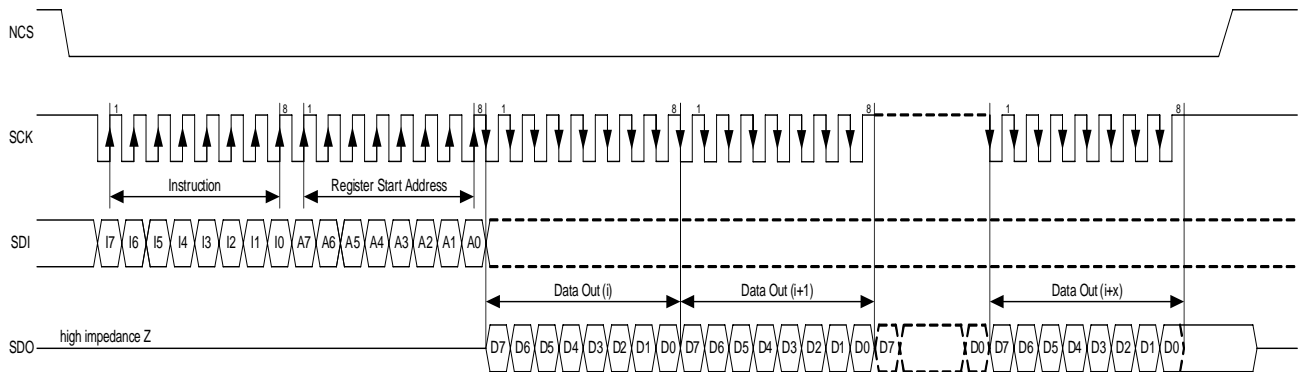 NCS
1 8 1 8 1 8 1 8 1 8
SCK
Instruction Register Start Address
SDI I7 I6 I5 I4 I3 I2 I1 I0 A7 A6 A5 A4 A3 A2 A1 A0
Data Out (i) Data Out (i+1) Data Out (i+x)
high impedance Z
SDO D7 D6 D5 D4 D3 D2 D1 D0 D7 D6 D5 D4 D3 D2 D1 D0 D7 D0 D7 D6 D5 D4 D3 D2 D1 D0